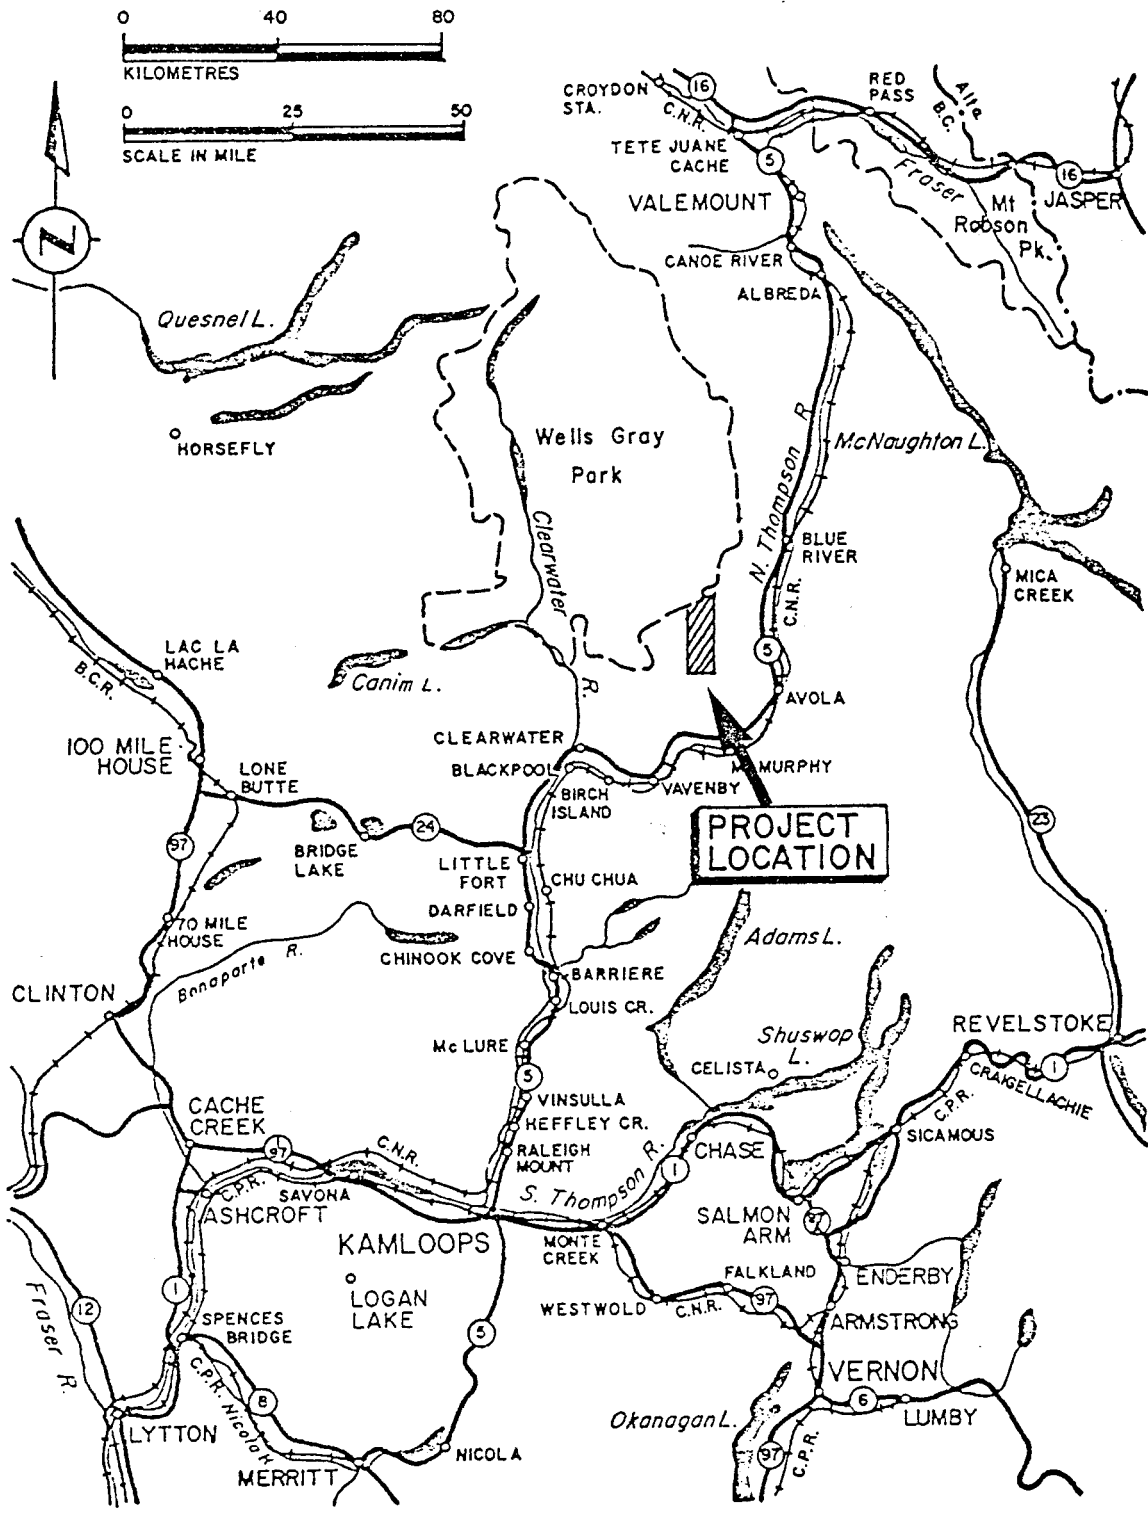 0 40 80
KILOMETRES
0 25 50
SCALE IN MILE
N
CROYDON
STA.
16
C.N.R.
RED
PASS
Alta
B.C.
TETE JUANE
CACHE
5
Fraser
16
JASPER
VALEMOUNT
Mt
Robson
Pk.
CANOE RIVER
ALBREDA
Quesnel L.
HORSEFLY
Wells Gray
Park
N. Thompson R
McNaughton L.
Clearwater
R.
BLUE
RIVER
C.N.R.
MICA
CREEK
LAC LA
HACHE
B.C.R.
Canim L.
5
AVOLA
100 MILE
HOUSE
LONE
BUTTE
CLEARWATER
BLACKPOOL
BIRCH
ISLAND
VAVENBY
McMURPHY
PROJECT
LOCATION
23
97
BRIDGE
LAKE
24
LITTLE
FORT
CHU CHUA
DARFIELD
70 MILE
HOUSE
Bonaparte R.
CHINOOK COVE
BARRIERE
LOUIS CR.
Adams L.
CLINTON
Mc LURE
5
Shuswop
L.
CELISTA
REVELSTOKE
CRAIGELLACHIE
1
C.P.R.
SICAMOUS
VINSULLA
HEFFLEY CR.
RALEIGH
MOUNT
CACHE
CREEK
97
C.N.R.
C.P.R.
SAVONA
ASHCROFT
S. Thompson R.
1
CHASE
KAMLOOPS
MONTE
CREEK
SALMON
ARM
97
ENDERBY
LOGAN
LAKE
WESTWOLD
C.N.R.
FALKLAND
97
ARMSTRONG
Fraser R.
12
1
SPENCES
BRIDGE
5
VERNON
C.P.R.
Nicola R
8
LYTTON
MERRITT
NICOLA
Okanagan L.
6
LUMBY
97
C.P.R.